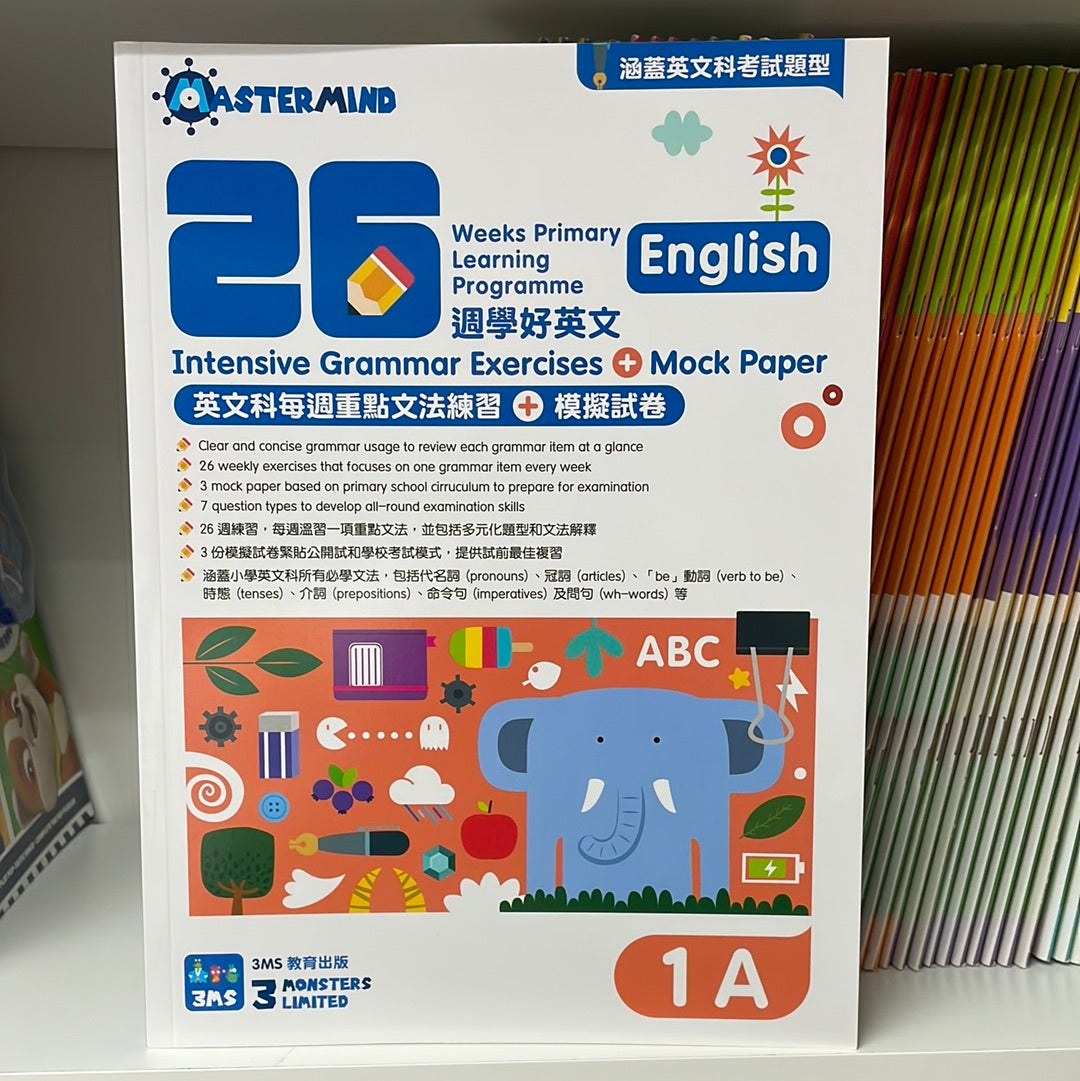 涵蓋英文科考試題型
MASTERMIND
26
Weeks Primary
Learning
Programme
English
週學好英文
Intensive Grammar Exercises + Mock Paper
英文科每週重點文法練習 + 模擬試卷
Clear and concise grammar usage to review each grammar item at a glance
26 weekly exercises that focuses on one grammar item every week
3 mock paper based on primary school cirruculum to prepare for examination
7 question types to develop all-round examination skills
26 週練習，每週溫習一項重點文法，並包括多元化題型和文法解釋
3 份模擬試卷緊貼公開試和學校考試模式，提供試前最佳複習
涵蓋小學英文科所有必學文法，包括代名詞 (pronouns)、冠詞 (articles)、「be」動詞 (verb to be)、
時態 (tenses)、介詞 (prepositions)、命令句 (imperatives) 及問句 (wh-words) 等
ABC
3MS
3MS 教育出版
3 MONSTERS
LIMITED
1A